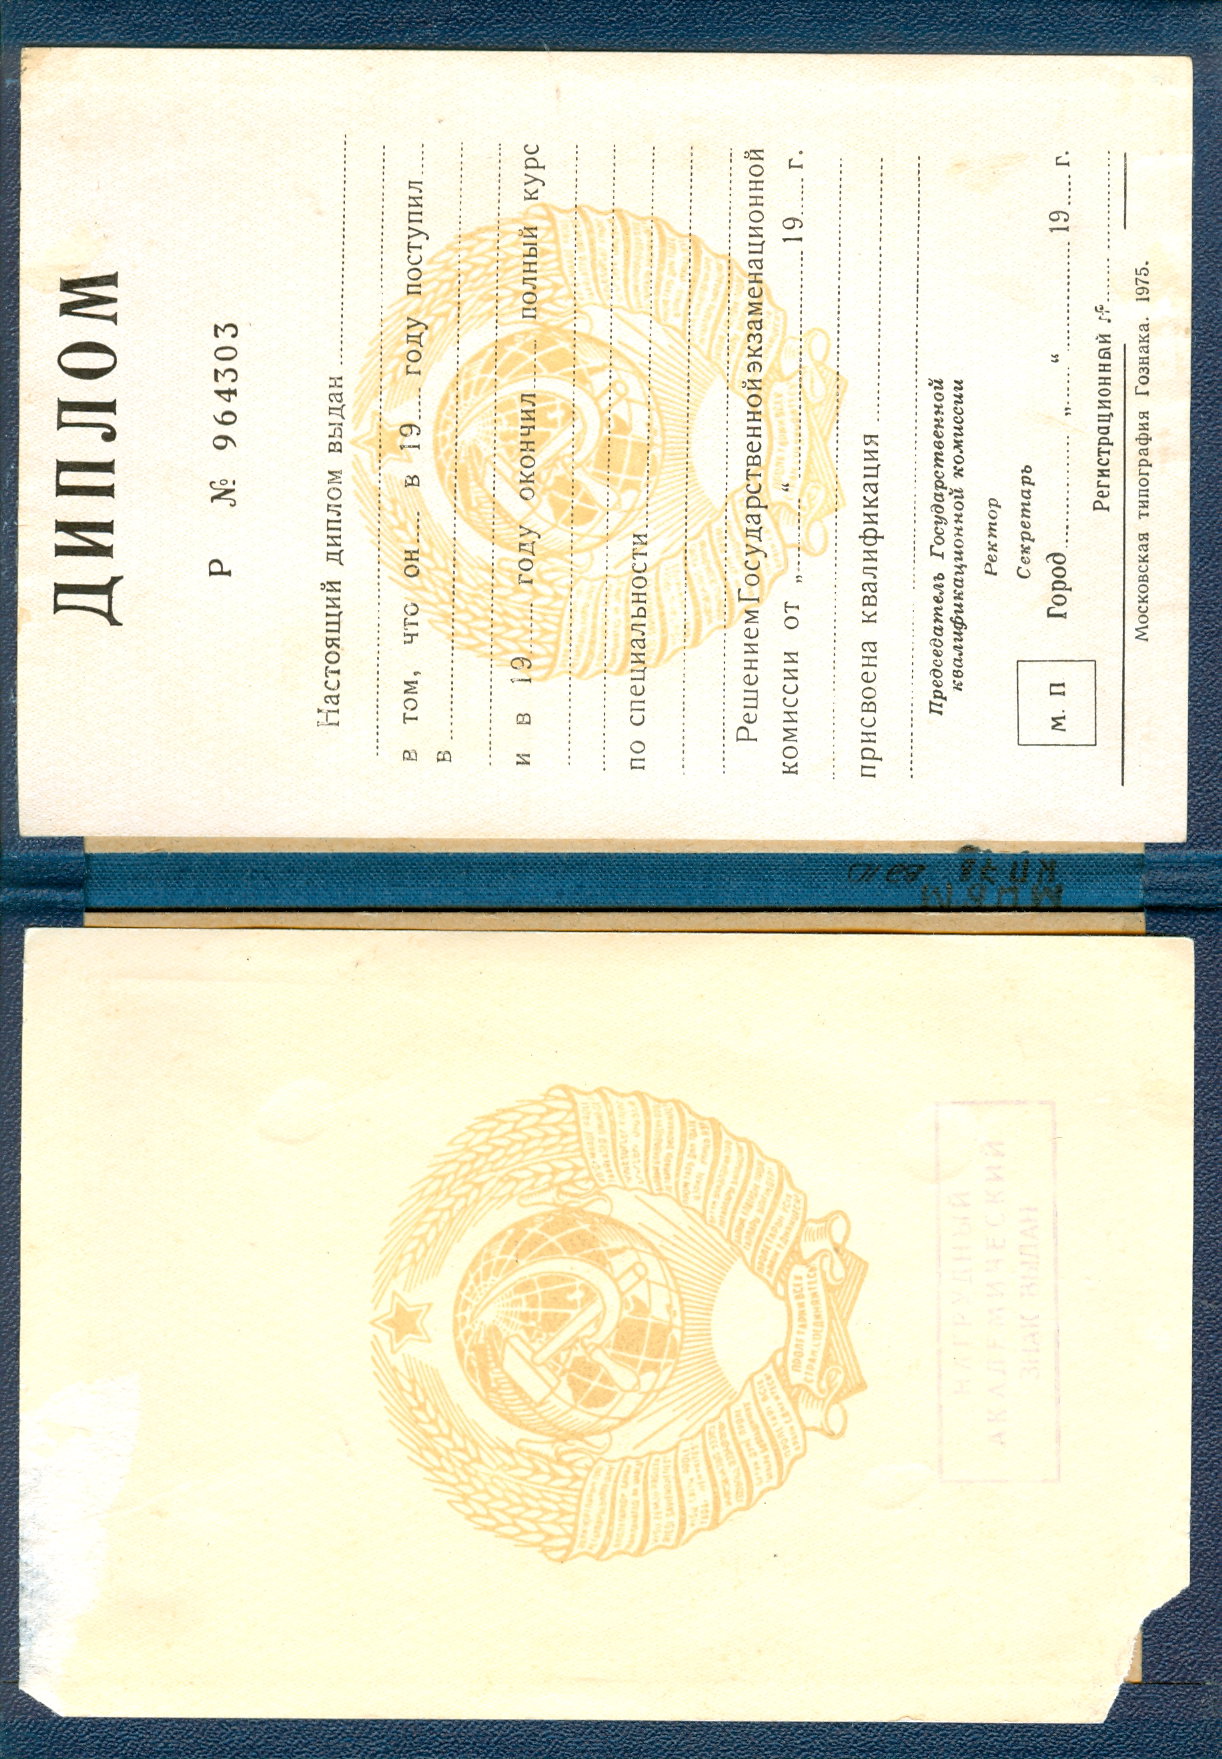 ДИПЛОМ
Р № 964303
Настоящий диплом выдан
в том, что он в 19 году поступил
в
и в 19 году окончил полный курс
по специальности
Решением Государственной экзаменационной
комиссии от „ “ 19 г.
присвоена квалификация
Председатель Государственной
квалификационной комиссии
Ректор
Секретарь
М. П
Город „ “ 19 г.
Регистрационный №
Московская типография Гознака. 1975.
ПРОЛЕТАРИИ ВСЕХ
СТРАН, СОЕДИНЯЙТЕСЬ!
НАГРУДНЫЙ
АКАДЕМИЧЕСКИЙ
ЗНАК ВЫДАН